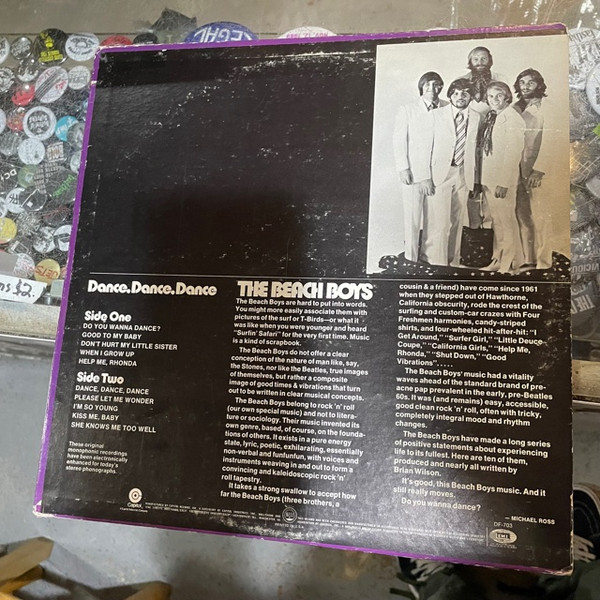 LEGAL
ns $2.
Dance, Dance, Dance
Side One
DO YOU WANNA DANCE?
GOOD TO MY BABY
DON'T HURT MY LITTLE SISTER
WHEN I GROW UP
HELP ME, RHONDA
Side Two
DANCE, DANCE, DANCE
PLEASE LET ME WONDER
I'M SO YOUNG
KISS ME, BABY
SHE KNOWS ME TOO WELL
These original
monophonic recordings
have been electronically
enhanced for today's
stereo phonographs.
Capitol
THE BEACH BOYS
The Beach Boys are hard to put into words.
You might more easily associate them with
pictures of the surf or T-Birds—or what it
was like when you were younger and heard
"Surfin' Safari" for the very first time. Music
is a kind of scrapbook.
The Beach Boys do not offer a clear
conception of the nature of man like, say,
the Stones, nor like the Beatles, true images
of themselves, but rather a composite
image of good times & vibrations that turn
out to be written in clear musical concepts.
The Beach Boys belong to rock 'n' roll
(our own special music) and not to litera-
ture or sociology. Their music invented its
own genre, based, of course, on the founda-
tions of others. It exists in a pure energy
state, lyric, poetic, exhilarating, essentially
non-verbal and funfunfun, with voices and
instruments weaving in and out to form a
convincing and kaleidoscopic rock 'n'
roll tapestry.
It takes a strong swallow to accept how
far the Beach Boys (three brothers, a
cousin & a friend) have come since 1961
when they stepped out of Hawthorne,
California obscurity, rode the crest of the
surfing and custom-car crazes with Four
Freshmen harmonies, candy-striped
shirts, and four-wheeled hit-after-hit: "I
Get Around," "Surfer Girl," "Little Deuce
Coupe," "California Girls," "Help Me,
Rhonda," "Shut Down," "Good
Vibrations".....
The Beach Boys' music had a vitality
waves ahead of the standard brand of pre-
acne pap prevalent in the early, pre-Beatles
60s. It was (and remains) easy, accessible,
good clean rock 'n' roll, often with tricky,
completely integral mood and rhythm
changes.
The Beach Boys have made a long series
of positive statements about experiencing
life to its fullest. Here are ten of them,
produced and nearly all written by
Brian Wilson.
It's good, this Beach Boys music. And it
still really moves.
Do you wanna dance?
— MICHAEL ROSS
DF-703
EMI